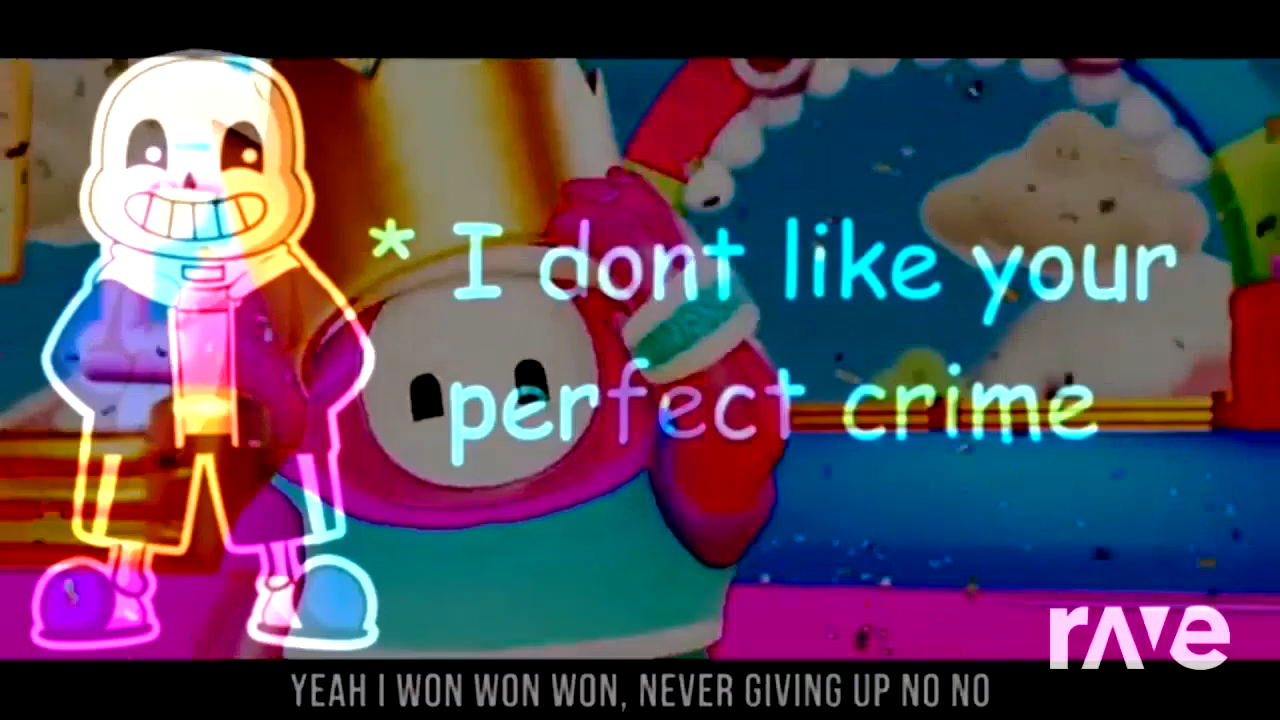 * I dont like your
perfect crime
rave
YEAH I WON WON WON, NEVER GIVING UP NO NO